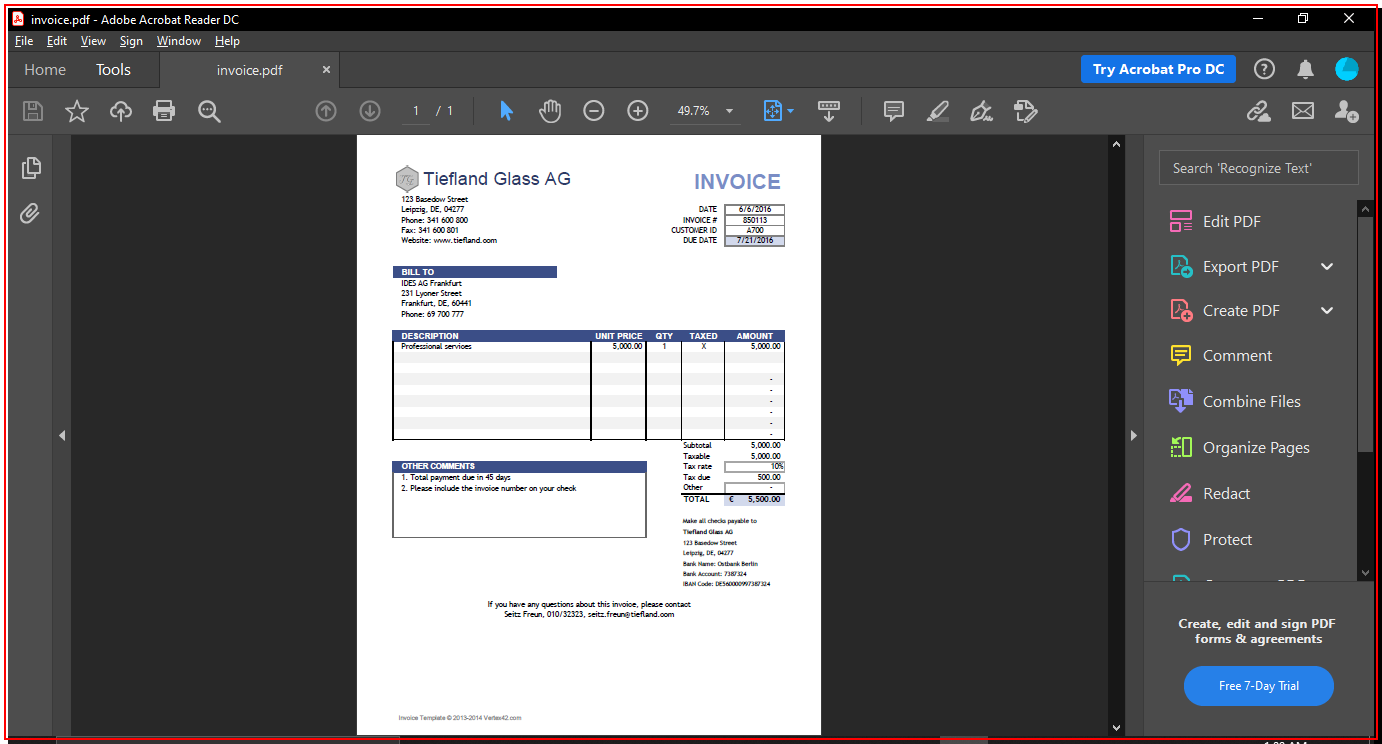 invoice.pdf - Adobe Acrobat Reader DC
File Edit View Sign Window Help
Home Tools invoice.pdf × Try Acrobat Pro DC
1 / 1 49.7%
Search 'Recognize Text'
Edit PDF
Export PDF
Create PDF
Comment
Combine Files
Organize Pages
Redact
Protect
Create, edit and sign PDF
forms & agreements
Free 7-Day Trial
Tiefland Glass AG
INVOICE
123 Basedow Street
Leipzig, DE, 04277
Phone: 341 600 800
Fax: 341 600 801
Website: www.tiefland.com
DATE 6/6/2016
INVOICE # 850113
CUSTOMER ID A700
DUE DATE 7/21/2016
BILL TO
IDES AG Frankfurt
231 Lyoner Street
Frankfurt, DE, 60441
Phone: 69 700 777
DESCRIPTION UNIT PRICE QTY TAXED AMOUNT
Professional services 5,000.00 1 X 5,000.00
-
-
-
-
-
-
Subtotal 5,000.00
Taxable 5,000.00
Tax rate 10%
Tax due 500.00
Other -
TOTAL € 5,500.00
OTHER COMMENTS
1. Total payment due in 45 days
2. Please include the invoice number on your check
Make all checks payable to
Tiefland Glass AG
123 Basedow Street
Leipzig, DE, 04277
Bank Name: Ostbank Berlin
Bank Account: 7387324
IBAN Code: DE560000997387324
If you have any questions about this invoice, please contact
Seitz Freun, 010/32323, seitz.freun@tiefland.com
Invoice Template © 2013-2014 Vertex42.com